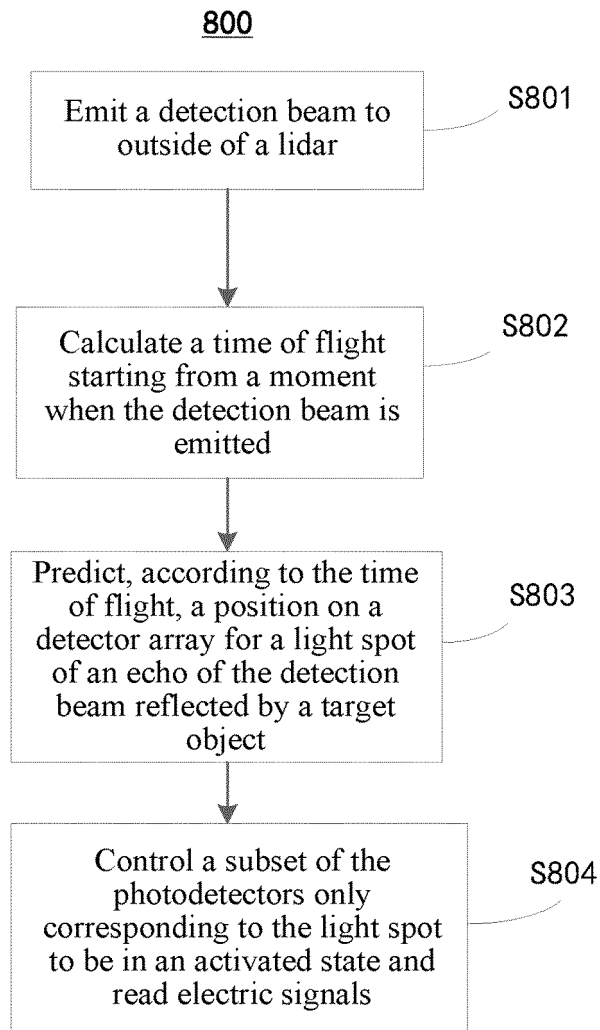 800
Emit a detection beam to
outside of a lidar
S801
Calculate a time of flight
starting from a moment
when the detection beam is
emitted
S802
Predict, according to the time
of flight, a position on a
detector array for a light spot
of an echo of the detection
beam reflected by a target
object
S803
Control a subset of the
photodetectors only
corresponding to the light spot
to be in an activated state and
read electric signals
S804